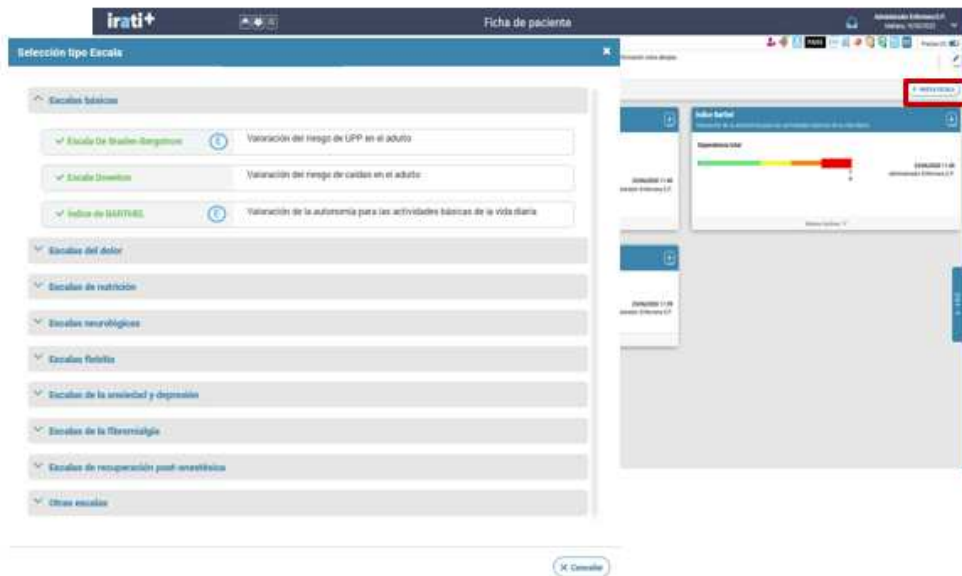 irati+
Ficha de paciente
Administrador Enfermera E.P.
Selección tipo Escala
Escalas básicas
Escala De Braden-Bergstrom
Valoración del riesgo de UPP en el adulto
Escala Downton
Valoración del riesgo de caídas en el adulto
Índice de BARTHEL
Valoración de la autonomía para las actividades básicas de la vida diaria
Escalas del dolor
Escalas de nutrición
Escalas neurológicas
Escalas flebitis
Escalas de la ansiedad y depresión
Escalas de la fibromialgia
Escalas de recuperación post-anestésica
Otras escalas
Cancelar
NUEVA ESCALA
Índice Barthel
Dependencia total